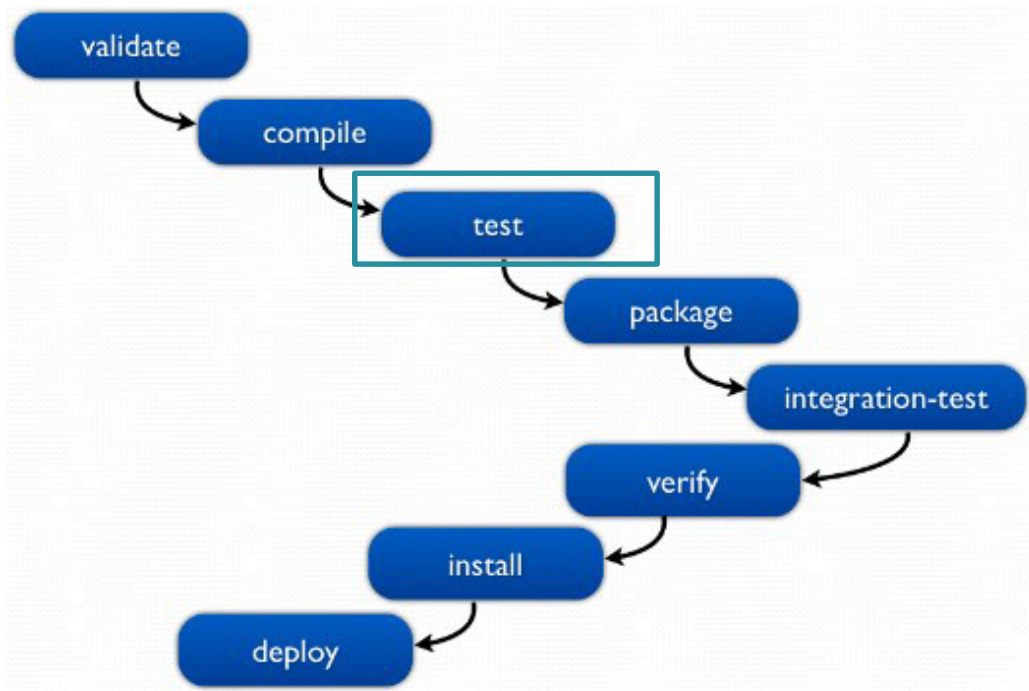 validate
compile
test
package
integration-test
verify
install
deploy